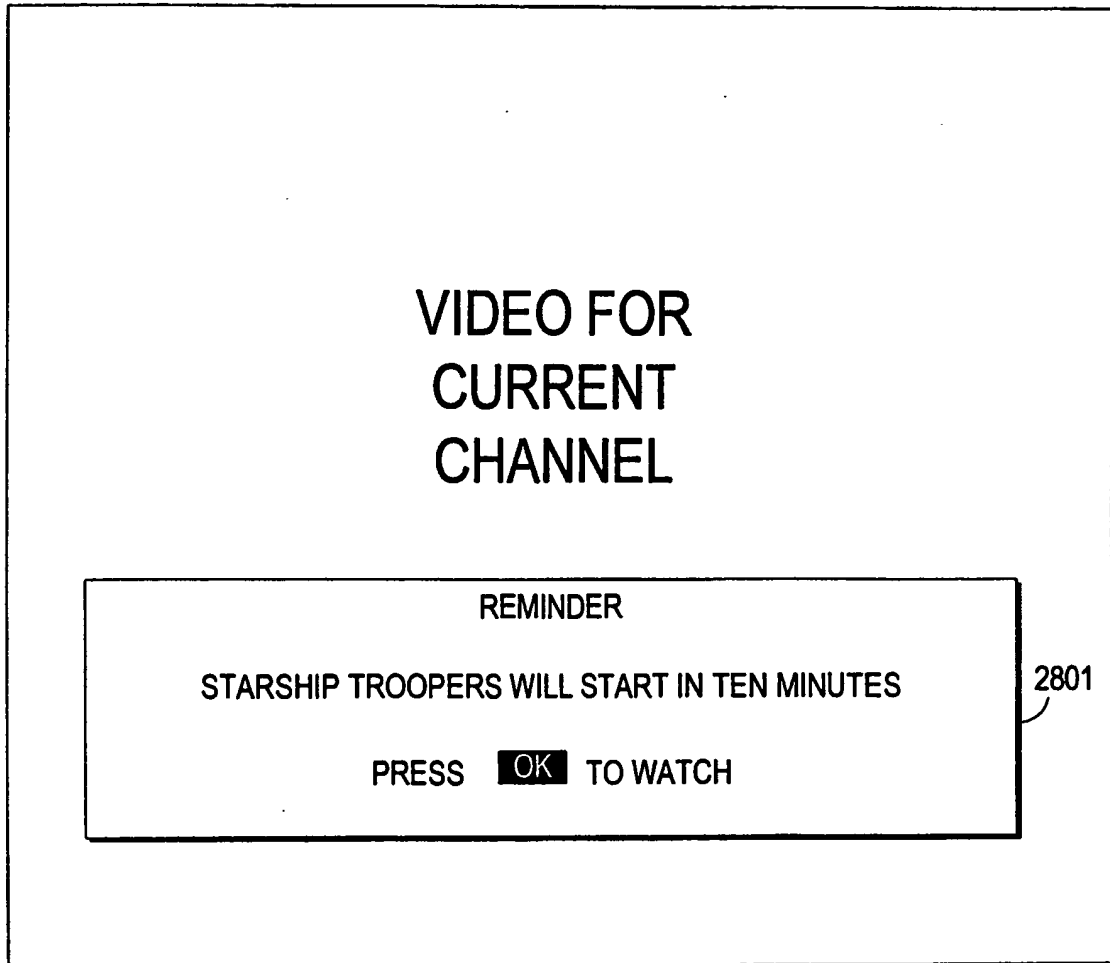 VIDEO FOR
CURRENT
CHANNEL
REMINDER
STARSHIP TROOPERS WILL START IN TEN MINUTES
2801
PRESS OK TO WATCH